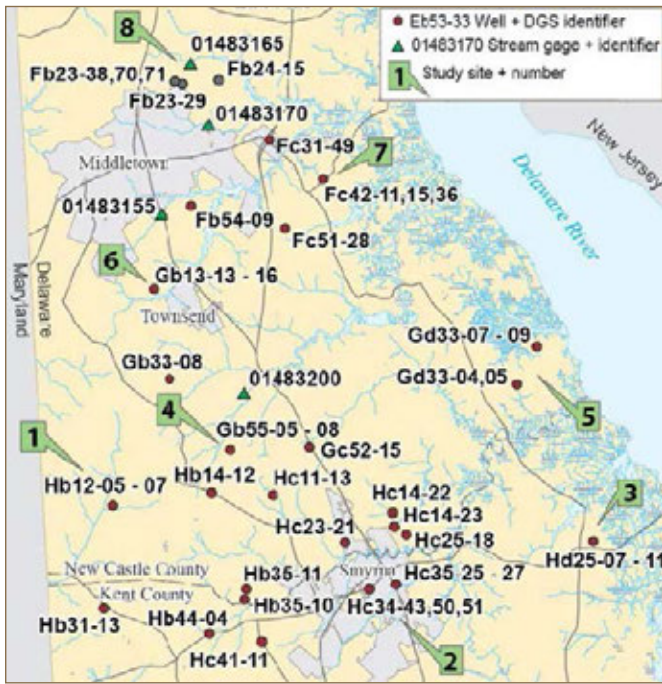 Eb53-33 Well + DGS identifier
01483170 Stream gage + identifier
1 Study site + number
8
01483165
Fb23-38,70,71
Fb24-15
Fb23-29
01483170
New Jersey
Fc31-49
Middletown
7
Delaware River
Fc42-11,15,36
01483155
Fb54-09
Fc51-28
Maryland
Delaware
6
Gb13-13 - 16
Townsend
Gd33-07 - 09
Gb33-08
01483200
Gd33-04,05
5
4
Gb55-05 - 08
Gc52-15
1
Hb12-05 - 07
Hb14-12
Hc11-13
Hc14-22
Hc14-23
3
Hc23-21
Hc25-18
Hd25-07 - 11
New Castle County
Kent County
Hb35-11
Smyrna
Hc35 25 - 27
Hb35-10
Hc34-43,50,51
Hb31-13
Hb44-04
Hc41-11
2